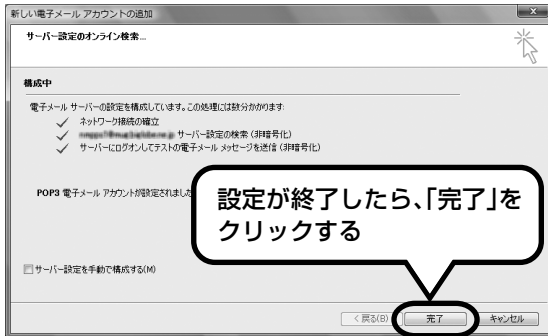 新しい電子メール アカウントの追加
サーバー設定のオンライン検索...
構成中
電子メール サーバーの設定を構成しています。この処理には数分かかります:
ネットワーク接続の確立
サーバー設定の検索 (非暗号化)
サーバーにログオンしてテストの電子メール メッセージを送信 (非暗号化)
POP3 電子メール アカウントが設定されました
設定が終了したら、「完了」を
クリックする
サーバー設定を手動で構成する(M)
< 戻る(B)
完了
キャンセル